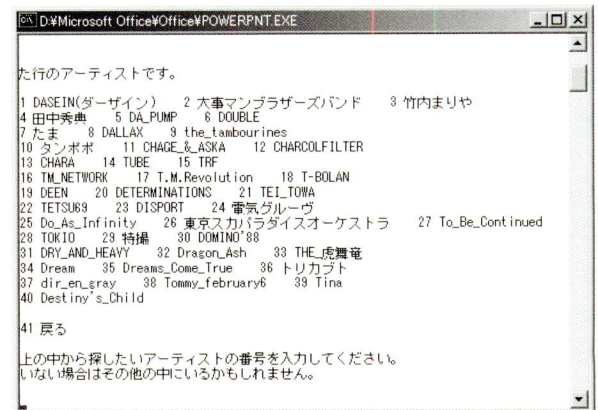 D:¥Microsoft Office¥Office¥POWERPNT.EXE
た行のアーティストです。
1 DASEIN(ダーザイン) 2 大事マンブラザーズバンド 3 竹内まりや
4 田中秀典 5 DA_PUMP 6 DOUBLE
7 たま 8 DALLAX 9 the_tambourines
10 タンポポ 11 CHAGE_&_ASKA 12 CHARCOLFILTER
13 CHARA 14 TUBE 15 TRF
16 TM_NETWORK 17 T.M.Revolution 18 T-BOLAN
19 DEEN 20 DETERMINATIONS 21 TEI_TOWA
22 TETSU69 23 DISPORT 24 電気グルーヴ
25 Do_As_Infinity 26 東京スカパラダイスオーケストラ 27 To_Be_Continued
28 TOKIO 29 特撮 30 DOMINO'88
31 DRY_AND_HEAVY 32 Dragon_Ash 33 THE_虎舞竜
34 Dream 35 Dreams_Come_True 36 トリカブト
37 dir_en_gray 38 Tommy_february6 39 Tina
40 Destiny's_Child
41 戻る
上の中から探したいアーティストの番号を入力してください。
いない場合はその他の中にいるかもしれません。